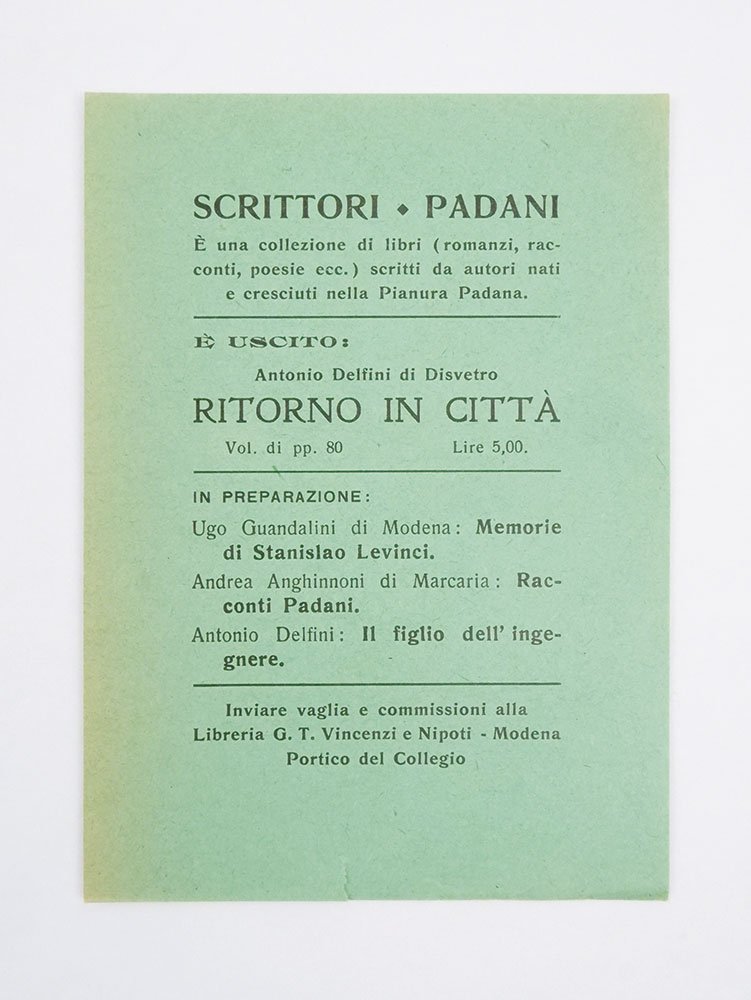 SCRITTORI ◆ PADANI
È una collezione di libri (romanzi, rac-
conti, poesie ecc.) scritti da autori nati
e cresciuti nella Pianura Padana.
È USCITO:
Antonio Delfini di Disvetro
RITORNO IN CITTÀ
Vol. di pp. 80 Lire 5,00.
IN PREPARAZIONE:
Ugo Guandalini di Modena: Memorie
di Stanislao Levinci.
Andrea Anghinnoni di Marcaria: Rac-
conti Padani.
Antonio Delfini: Il figlio dell' inge-
gnere.
Inviare vaglia e commissioni alla
Libreria G. T. Vincenzi e Nipoti - Modena
Portico del Collegio